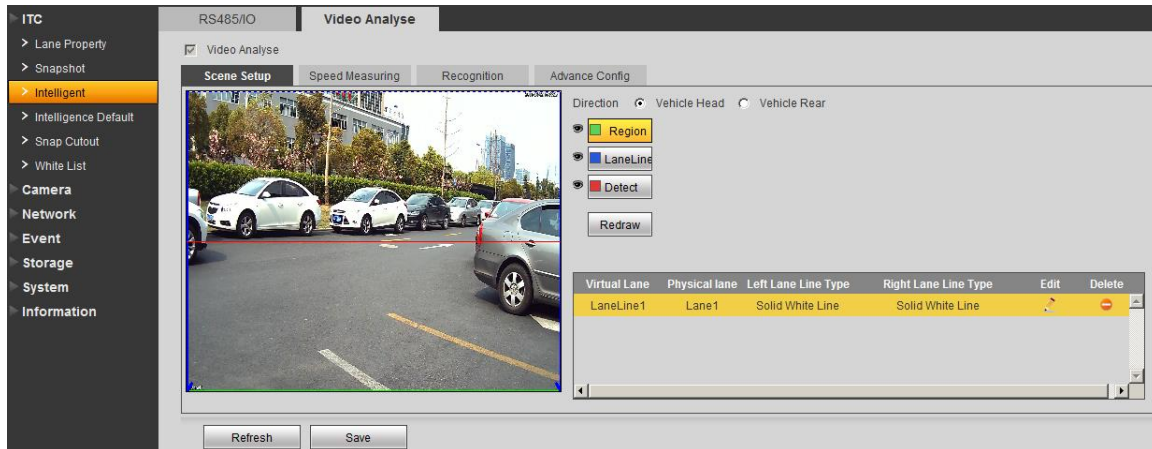 ITC
Lane Property
Snapshot
Intelligent
Intelligence Default
Snap Cutout
White List
Camera
Network
Event
Storage
System
Information
RS485/IO Video Analyse
Video Analyse
Scene Setup Speed Measuring Recognition Advance Config
Direction Vehicle Head Vehicle Rear
Region
LaneLine
Detect
Redraw
Virtual Lane Physical lane Left Lane Line Type Right Lane Line Type Edit Delete
LaneLine1 Lane1 Solid White Line Solid White Line
Refresh Save